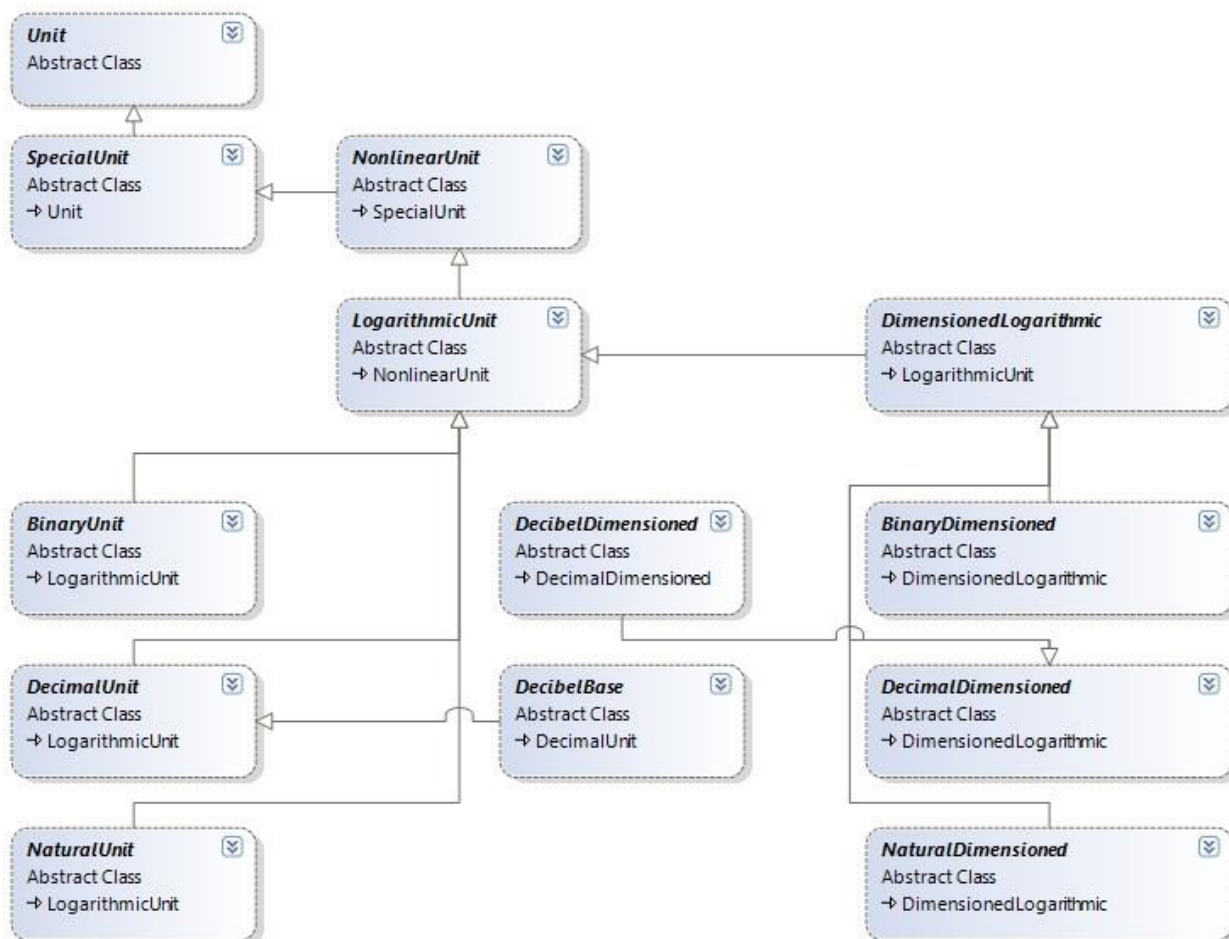 Unit
Abstract Class
SpecialUnit
Abstract Class
Unit
NonlinearUnit
Abstract Class
SpecialUnit
LogarithmicUnit
Abstract Class
NonlinearUnit
DimensionedLogarithmic
Abstract Class
LogarithmicUnit
BinaryUnit
Abstract Class
LogarithmicUnit
DecibelDimensioned
Abstract Class
DecimalDimensioned
BinaryDimensioned
Abstract Class
DimensionedLogarithmic
DecimalUnit
Abstract Class
LogarithmicUnit
DecibelBase
Abstract Class
DecimalUnit
DecimalDimensioned
Abstract Class
DimensionedLogarithmic
NaturalUnit
Abstract Class
LogarithmicUnit
NaturalDimensioned
Abstract Class
DimensionedLogarithmic